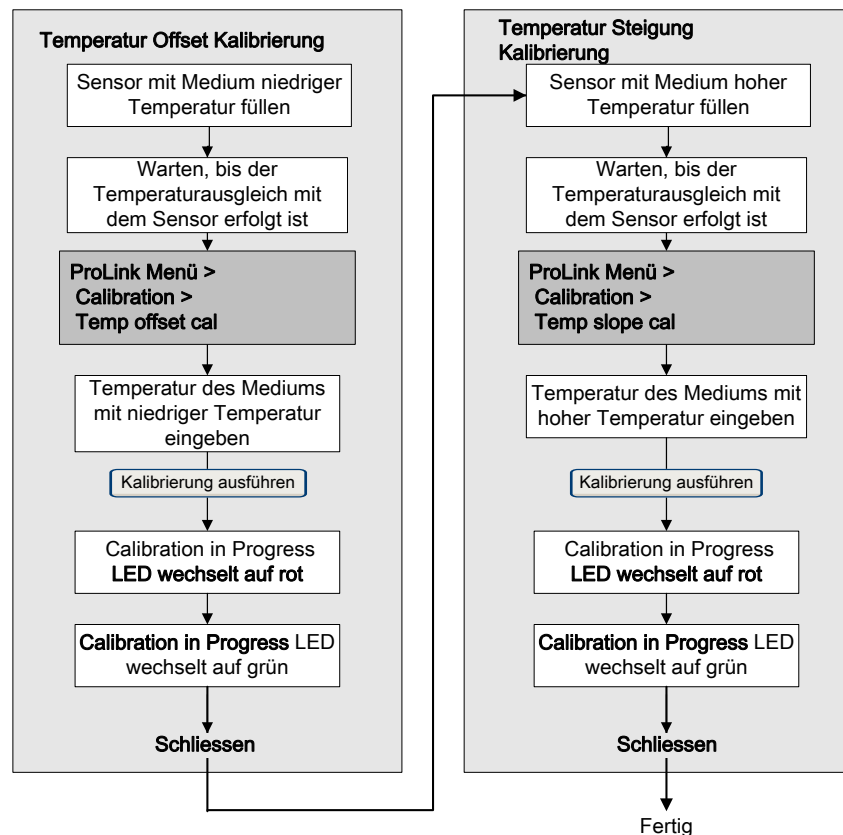 Temperatur Offset Kalibrierung
Sensor mit Medium niedriger
Temperatur füllen
Warten, bis der
Temperaturausgleich mit
dem Sensor erfolgt ist
ProLink Menü >
Calibration >
Temp offset cal
Temperatur des Mediums
mit niedriger Temperatur
eingeben
Kalibrierung ausführen
Calibration in Progress
LED wechselt auf rot
Calibration in Progress LED
wechselt auf grün
Schliessen
Temperatur Steigung
Kalibrierung
Sensor mit Medium hoher
Temperatur füllen
Warten, bis der
Temperaturausgleich mit
dem Sensor erfolgt ist
ProLink Menü >
Calibration >
Temp slope cal
Temperatur des Mediums mit
hoher Temperatur eingeben
Kalibrierung ausführen
Calibration in Progress
LED wechselt auf rot
Calibration in Progress LED
wechselt auf grün
Schliessen
Fertig